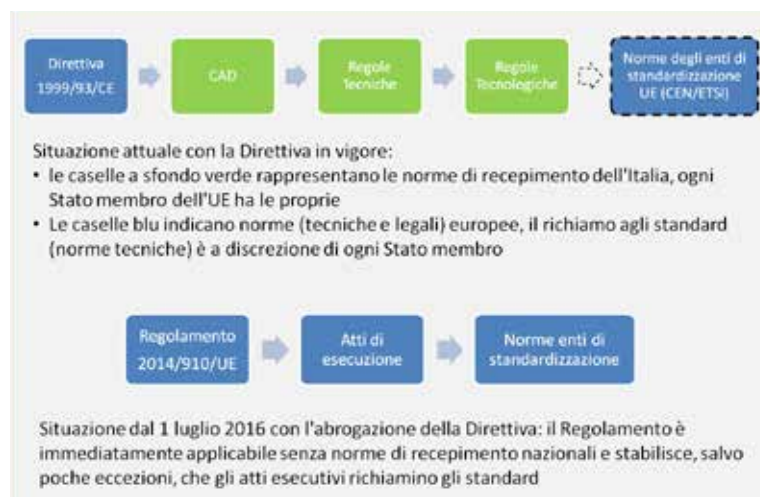 Direttiva
1999/93/CE
CAD
Regole
Tecniche
Regole
Tecnologiche
Norme degli enti di
standardizzazione
UE (CEN/ETSI)
Situazione attuale con la Direttiva in vigore:
• le caselle a sfondo verde rappresentano le norme di recepimento dell'Italia, ogni
Stato membro dell'UE ha le proprie
• Le caselle blu indicano norme (tecniche e legali) europee, il richiamo agli standard
(norme tecniche) è a discrezione di ogni Stato membro
Regolamento
2014/910/UE
Atti di
esecuzione
Norme enti di
standardizzazione
Situazione dal 1 luglio 2016 con l'abrogazione della Direttiva: il Regolamento è
immediatamente applicabile senza norme di recepimento nazionali e stabilisce, salvo
poche eccezioni, che gli atti esecutivi richiamino gli standard